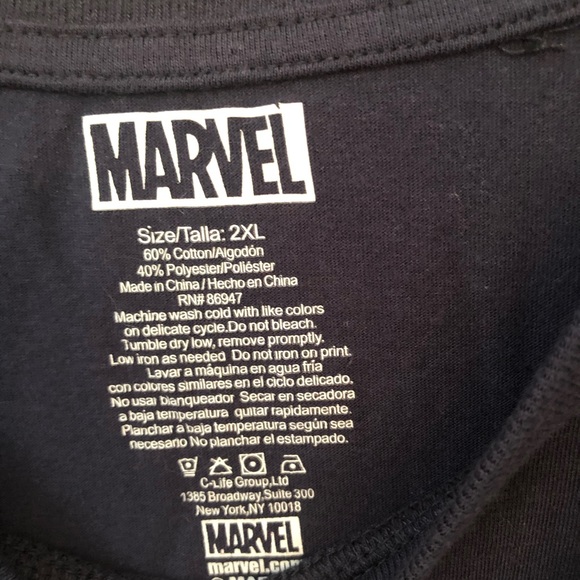 MARVEL
Size/Talla: 2XL
60% Cotton/Algodón
40% Polyester/Poliéster
Made in China / Hecho en China
RN# 86947
Machine wash cold with like colors
on delicate cycle.Do not bleach.
Tumble dry low, remove promptly.
Low iron as needed Do not iron on print.
Lavar a máquina en agua fría
con colores similares en el ciclo delicado.
No usar blanqueador Secar en secadora
a baja temperatura quitar rapidamente.
Planchar a baja temperatura según sea
necesario No planchar el estampado.
C-Life Group,Ltd
1385 Broadway,Suite 300
New York,NY 10018
MARVEL
marvel.com